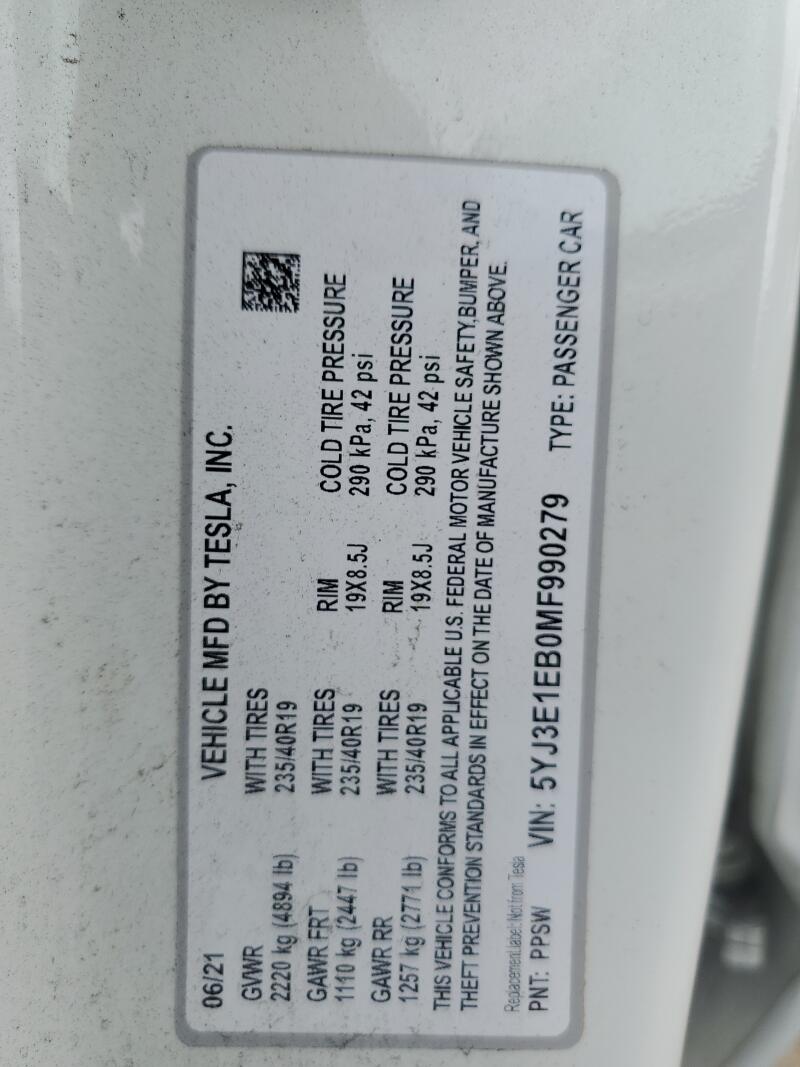 06/21 VEHICLE MFD BY TESLA, INC.
GVWR WITH TIRES
2220 kg (4894 lb) 235/40R19
GAWR FRT WITH TIRES RIM COLD TIRE PRESSURE
1110 kg (2447 lb) 235/40R19 19X8.5J 290 kPa, 42 psi
GAWR RR WITH TIRES RIM COLD TIRE PRESSURE
1257 kg (2771 lb) 235/40R19 19X8.5J 290 kPa, 42 psi
THIS VEHICLE CONFORMS TO ALL APPLICABLE U.S. FEDERAL MOTOR VEHICLE SAFETY, BUMPER, AND
THEFT PREVENTION STANDARDS IN EFFECT ON THE DATE OF MANUFACTURE SHOWN ABOVE.
Replacement Label: Not from Tesla
PNT: PPSW VIN: 5YJ3E1EB0MF990279 TYPE: PASSENGER CAR